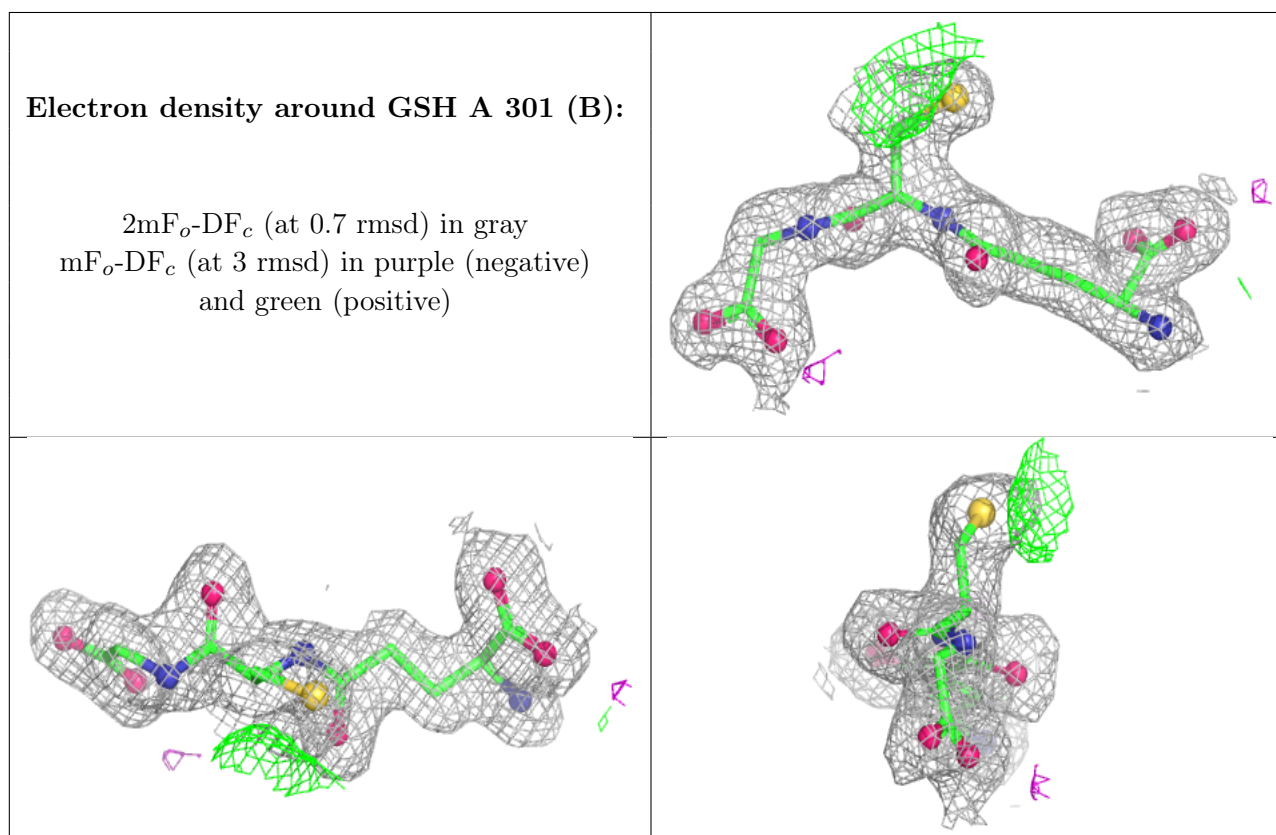 Electron density around GSH A 301 (B):
2mFₒ-DF𝒸 (at 0.7 rmsd) in gray
mFₒ-DF𝒸 (at 3 rmsd) in purple (negative)
and green (positive)